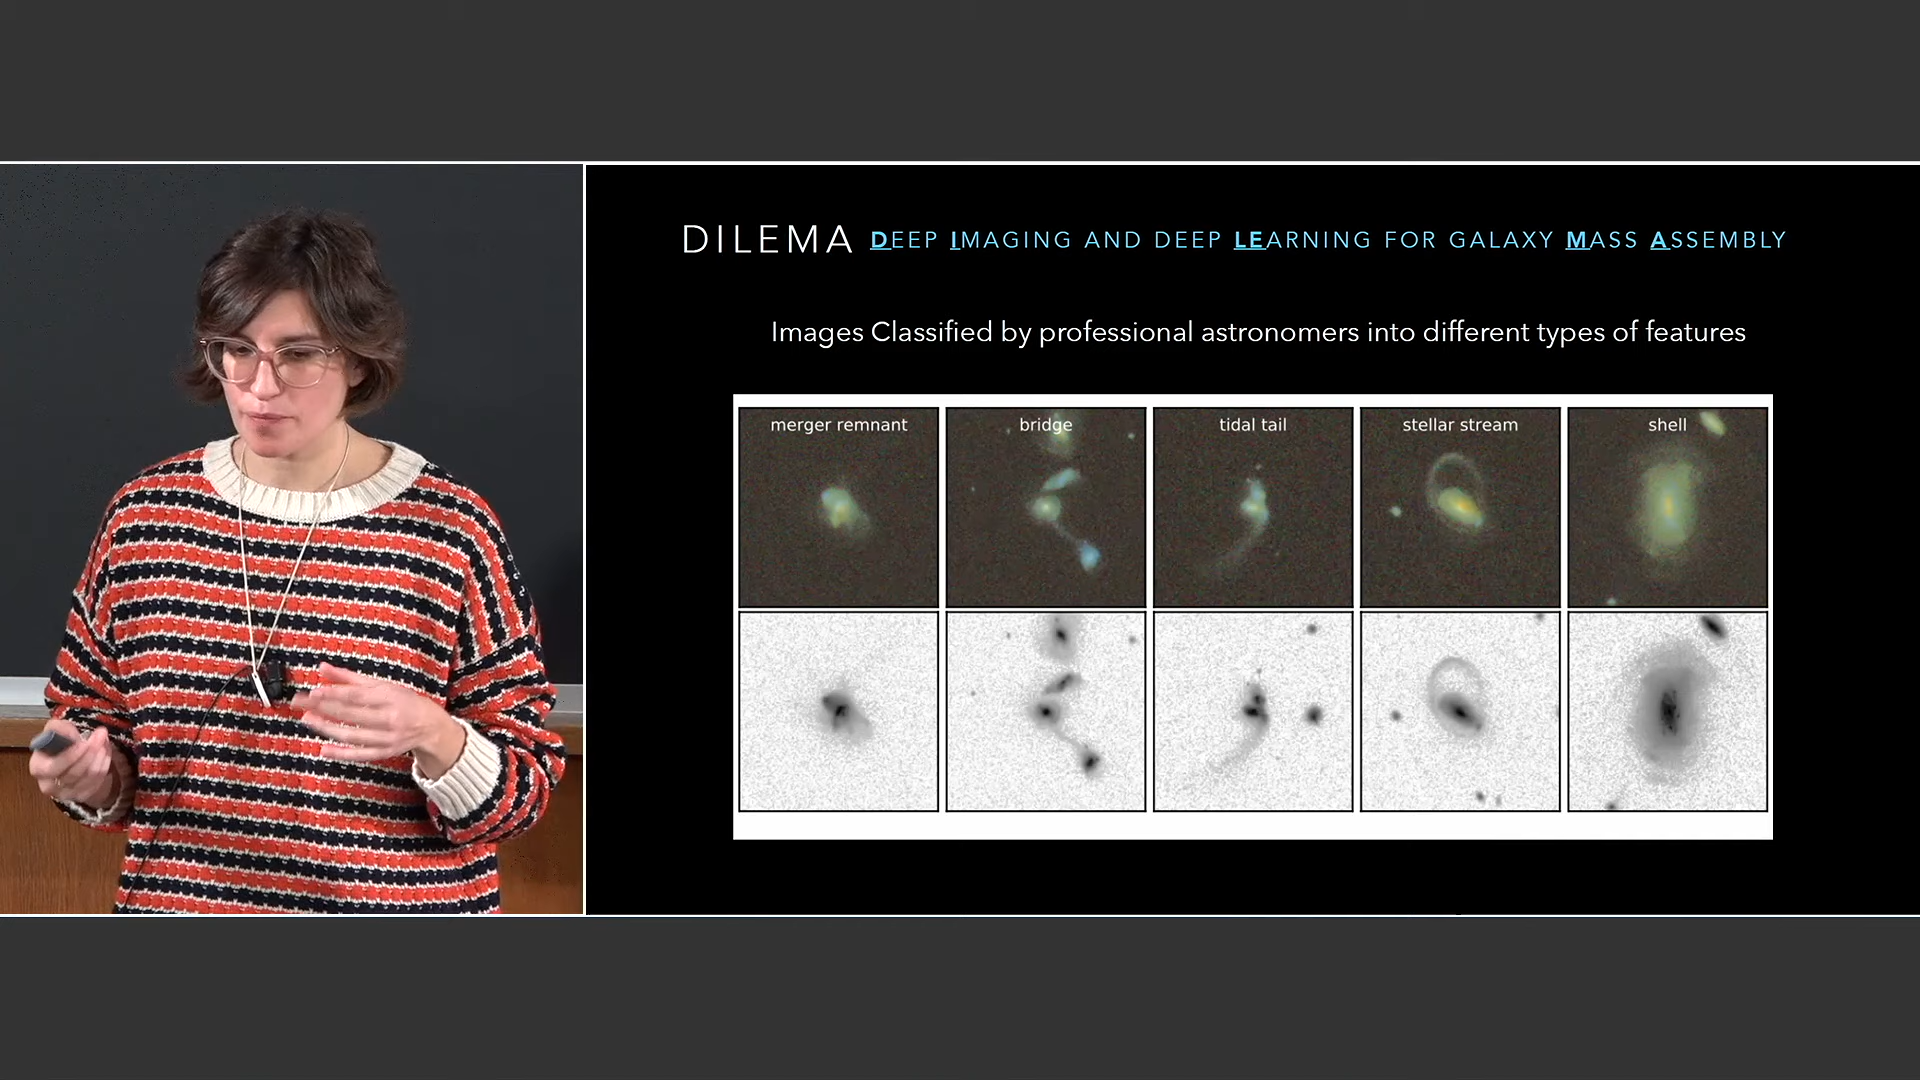 DILEMA DEEP IMAGING AND DEEP LEARNING FOR GALAXY MASS ASSEMBLY
Images Classified by professional astronomers into different types of features
merger remnant bridge tidal tail stellar stream shell